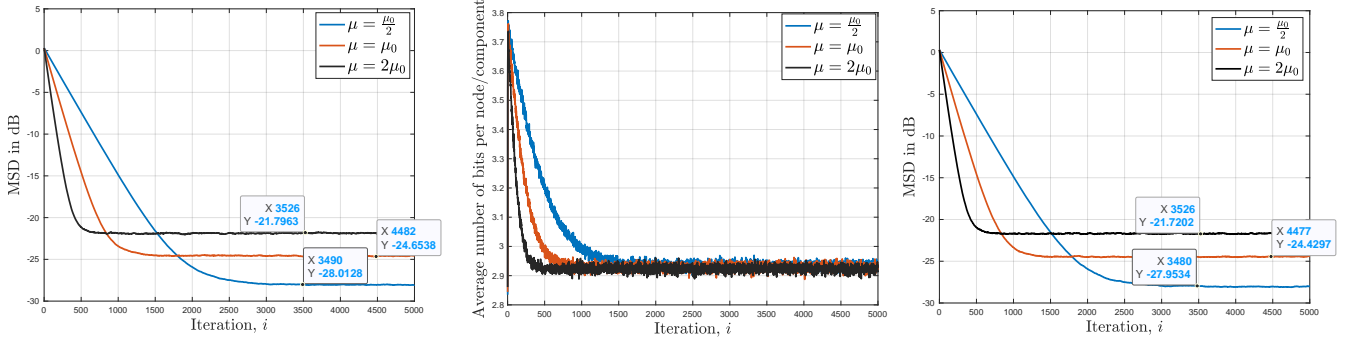 MSD in dB
5
0
-5
-10
-15
-20
-25
-30
0 500 1000 1500 2000 2500 3000 3500 4000 4500 5000
Iteration, i
μ = μ0/2
μ = μ0
μ = 2μ0
X 3526
Y -21.7963
X 4482
Y -24.6538
X 3490
Y -28.0128
Average number of bits per node/component
3.8
3.7
3.6
3.5
3.4
3.3
3.2
3.1
3
2.9
2.8
0 500 1000 1500 2000 2500 3000 3500 4000 4500 5000
Iteration, i
μ = μ0/2
μ = μ0
μ = 2μ0
MSD in dB
5
0
-5
-10
-15
-20
-25
-30
0 500 1000 1500 2000 2500 3000 3500 4000 4500 5000
Iteration, i
μ = μ0/2
μ = μ0
μ = 2μ0
X 3526
Y -21.7202
X 4477
Y -24.4297
X 3480
Y -27.9534